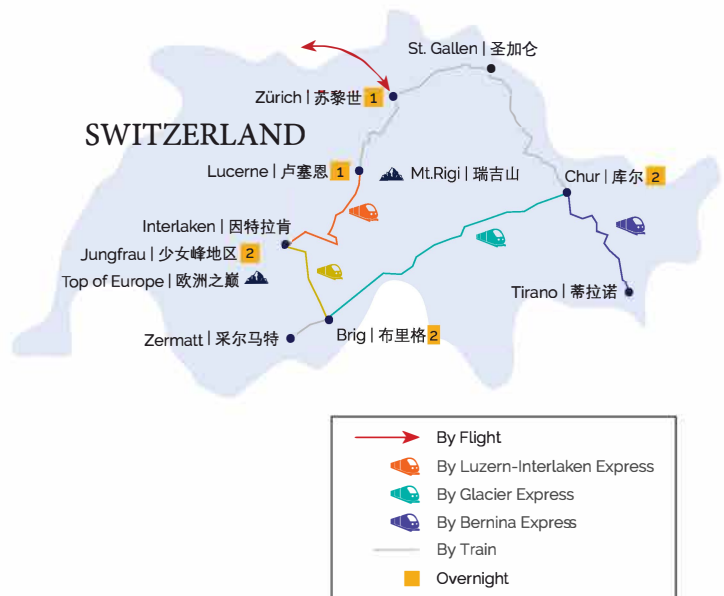 St. Gallen | 圣加仑
Zürich | 苏黎世 1
SWITZERLAND
Lucerne | 卢塞恩 1
Mt.Rigi | 瑞吉山
Chur | 库尔 2
Interlaken | 因特拉肯
Jungfrau | 少女峰地区 2
Top of Europe | 欧洲之巅
Tirano | 蒂拉诺
Zermatt | 采尔马特
Brig | 布里格 2
By Flight
By Luzern-Interlaken Express
By Glacier Express
By Bernina Express
By Train
Overnight